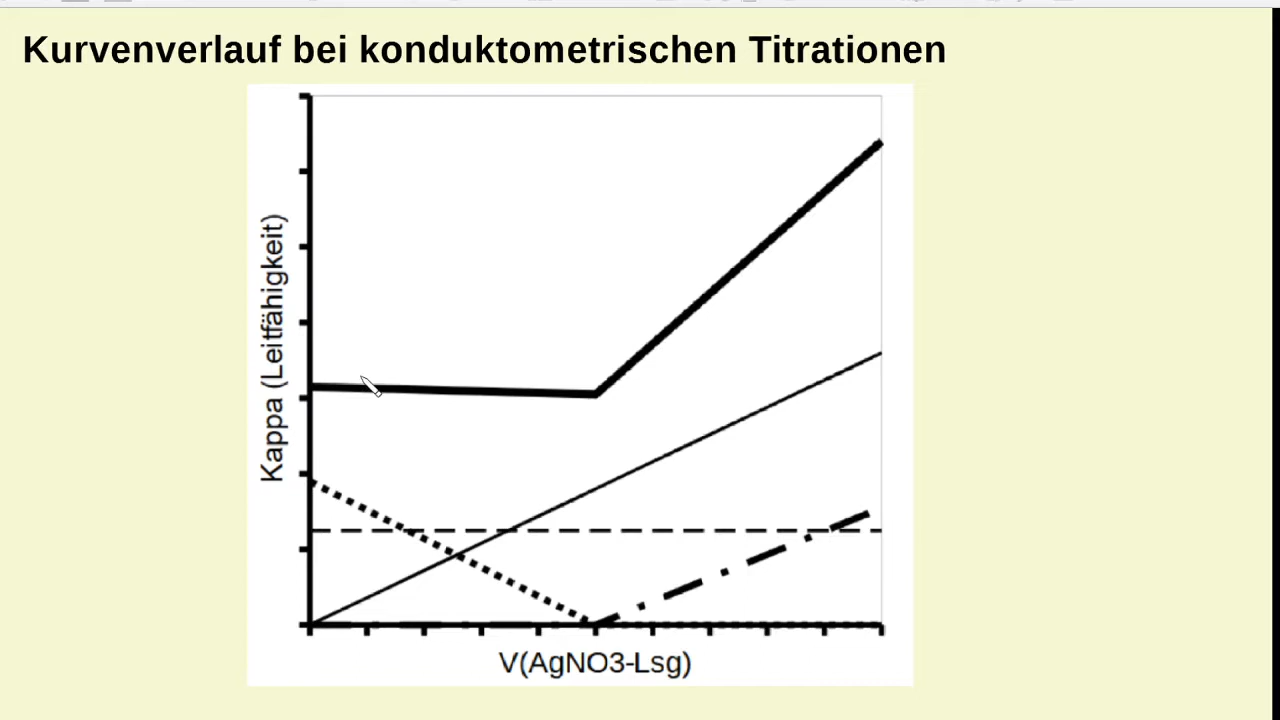 Kurvenverlauf bei konduktometrischen Titrationen
Kappa (Leitfähigkeit)
V(AgNO3-Lsg)